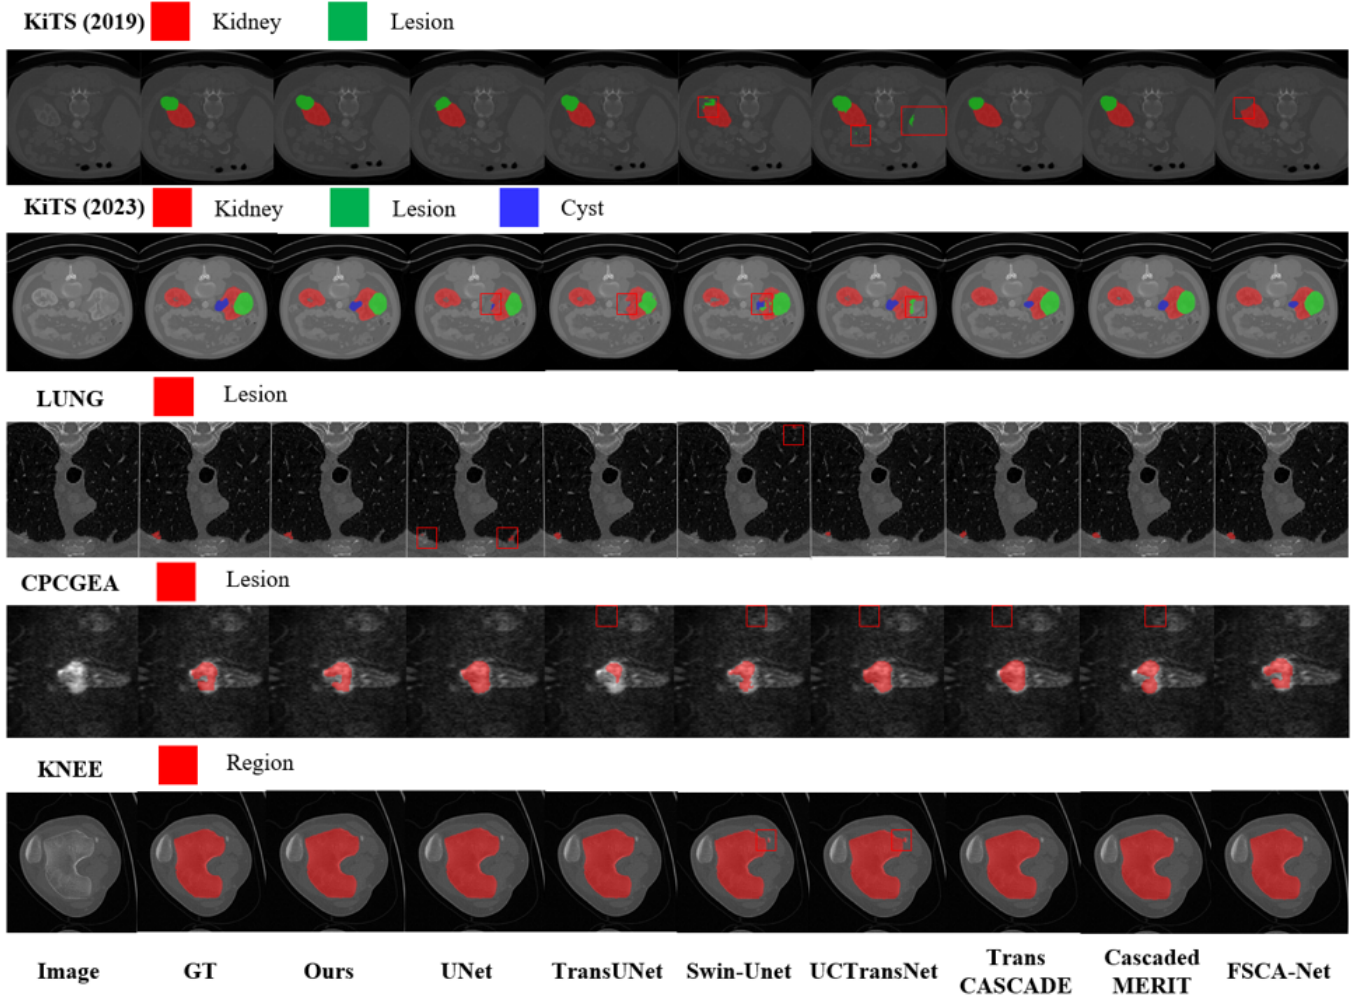 KiTS (2019) Kidney Lesion
KiTS (2023) Kidney Lesion Cyst
LUNG Lesion
CPCGEA Lesion
KNEE Region
Image GT Ours UNet TransUNet Swin-Unet UCTransNet Trans CASCADE Cascaded MERIT FSCA-Net